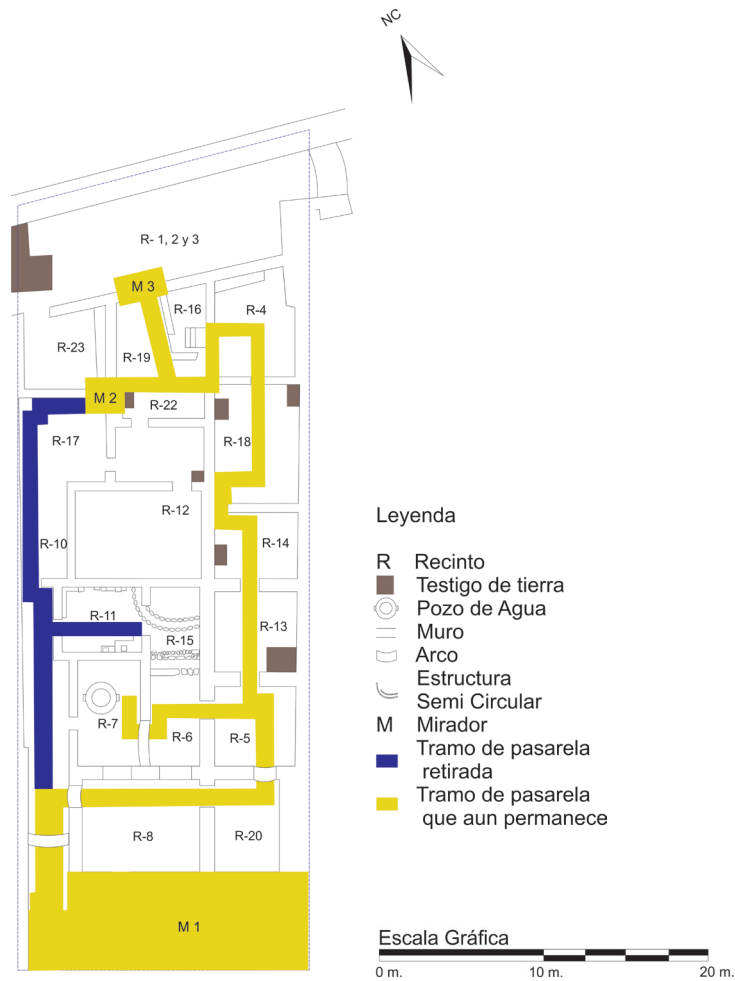 NC
R- 1, 2 y 3
M 3
R-16
R-4
R-23
R-19
M 2
R-22
R-17
R-18
R-12
R-10
R-14
R-11
R-15
R-13
R-7
R-6
R-5
R-8
R-20
M 1
Leyenda
R Recinto
Testigo de tierra
Pozo de Agua
Muro
Arco
Estructura
Semi Circular
M Mirador
Tramo de pasarela
retirada
Tramo de pasarela
que aun permanece
Escala Gráfica
0 m. 10 m. 20 m.